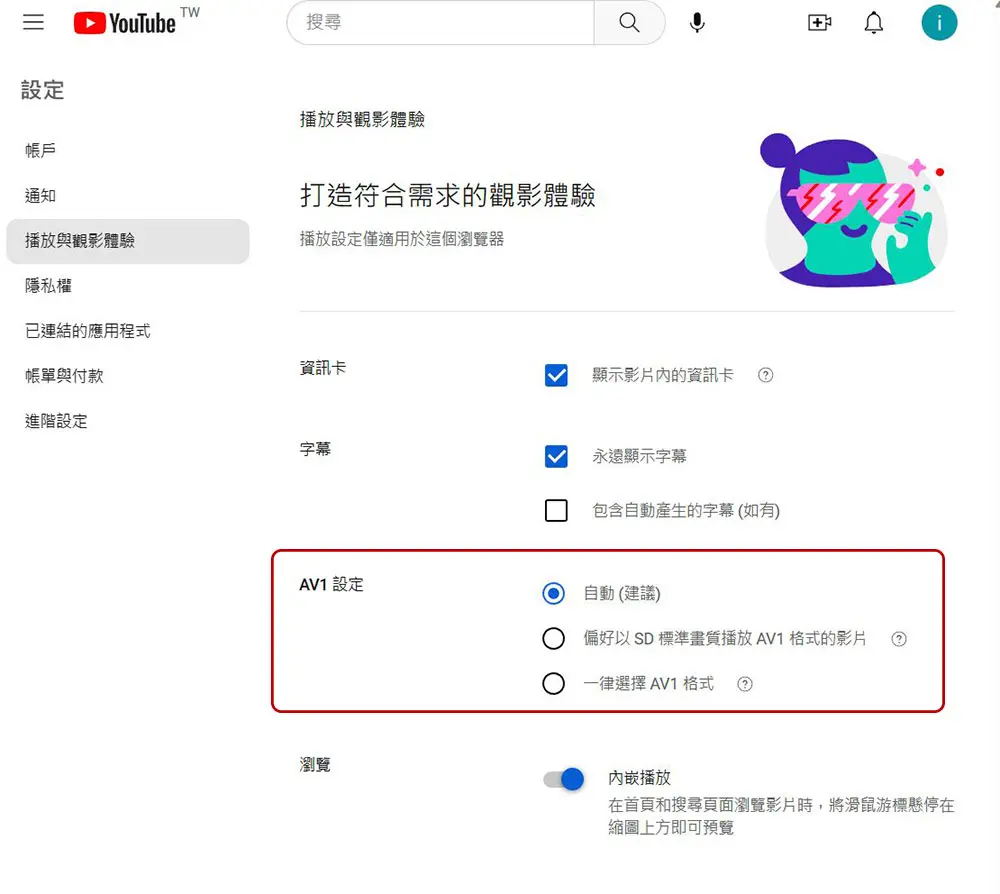 YouTube TW
搜尋
i
設定
帳戶
通知
播放與觀影體驗
隱私權
已連結的應用程式
帳單與付款
進階設定
播放與觀影體驗
打造符合需求的觀影體驗
播放設定僅適用於這個瀏覽器
資訊卡
顯示影片內的資訊卡
字幕
永遠顯示字幕
包含自動產生的字幕 (如有)
AV1 設定
自動 (建議)
偏好以 SD 標準畫質播放 AV1 格式的影片
一律選擇 AV1 格式
瀏覽
內嵌播放
在首頁和搜尋頁面瀏覽影片時，將滑鼠游標懸停在
縮圖上方即可預覽